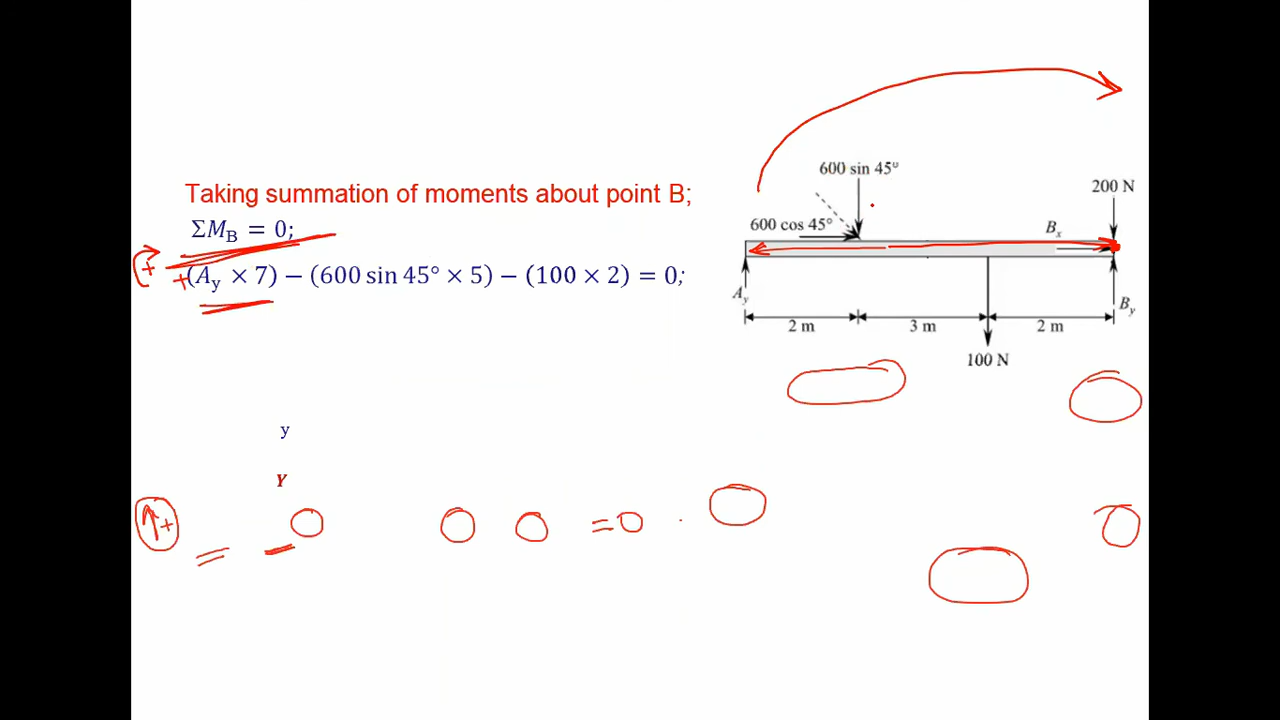 Taking summation of moments about point B;
ΣM_B = 0;
(+
+(A_y × 7) − (600 sin 45° × 5) − (100 × 2) = 0;
600 sin 45°
200 N
600 cos 45°
B_x
A_y
B_y
2 m
3 m
2 m
100 N
y
Y
↑+
= − = 0